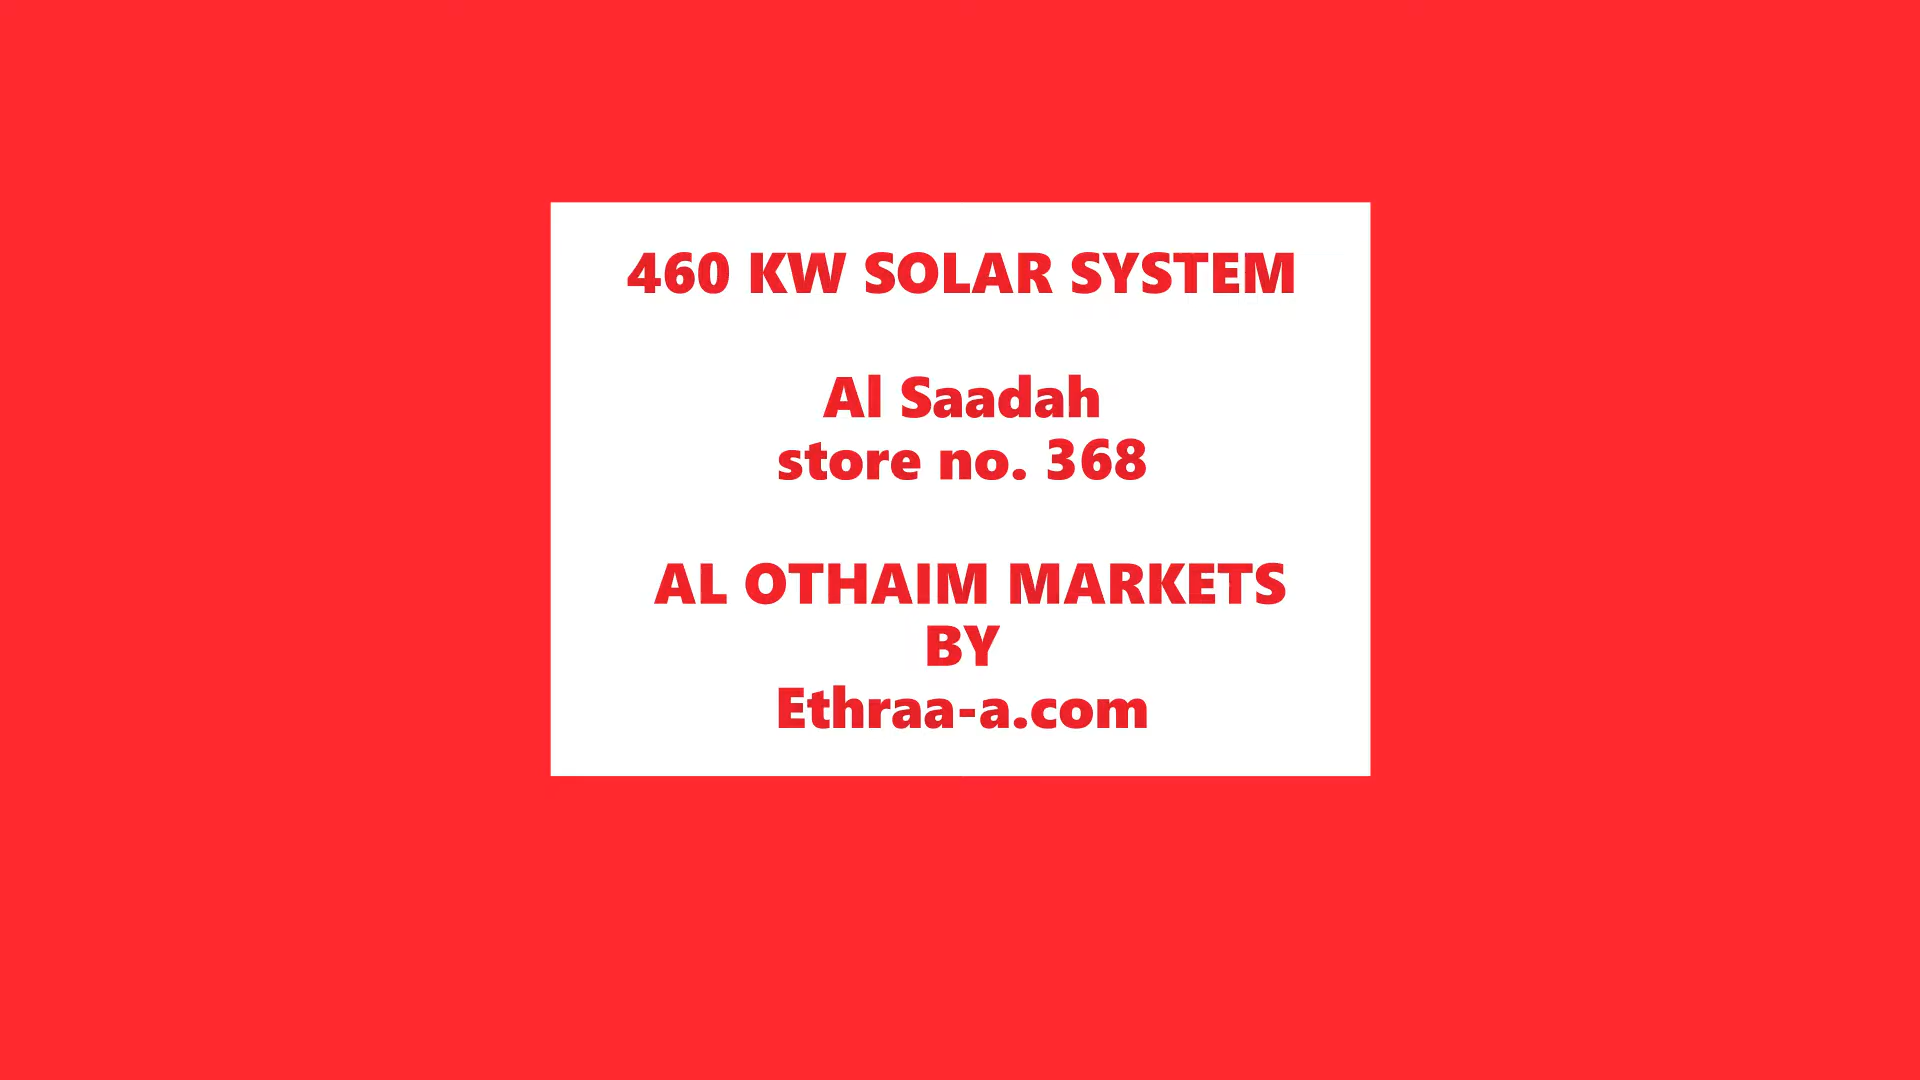 460 KW SOLAR SYSTEM
Al Saadah
store no. 368
AL OTHAIM MARKETS
BY
Ethraa-a.com